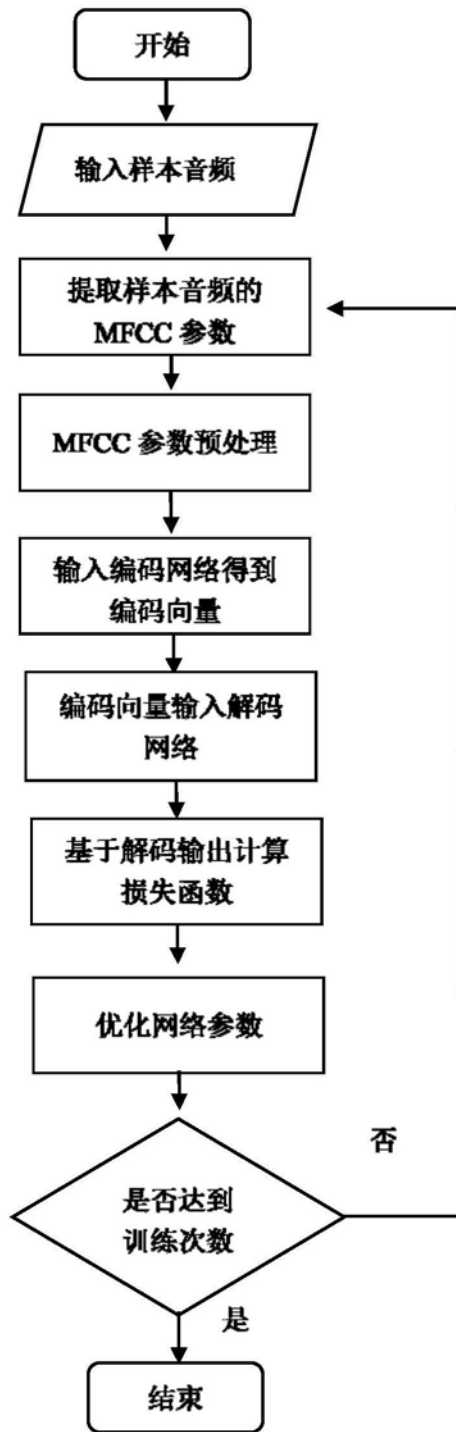 开始
输入样本音频
提取样本音频的
MFCC 参数
MFCC 参数预处理
输入编码网络得到
编码向量
编码向量输入解码
网络
基于解码输出计算
损失函数
优化网络参数
否
是否达到
训练次数
是
结束